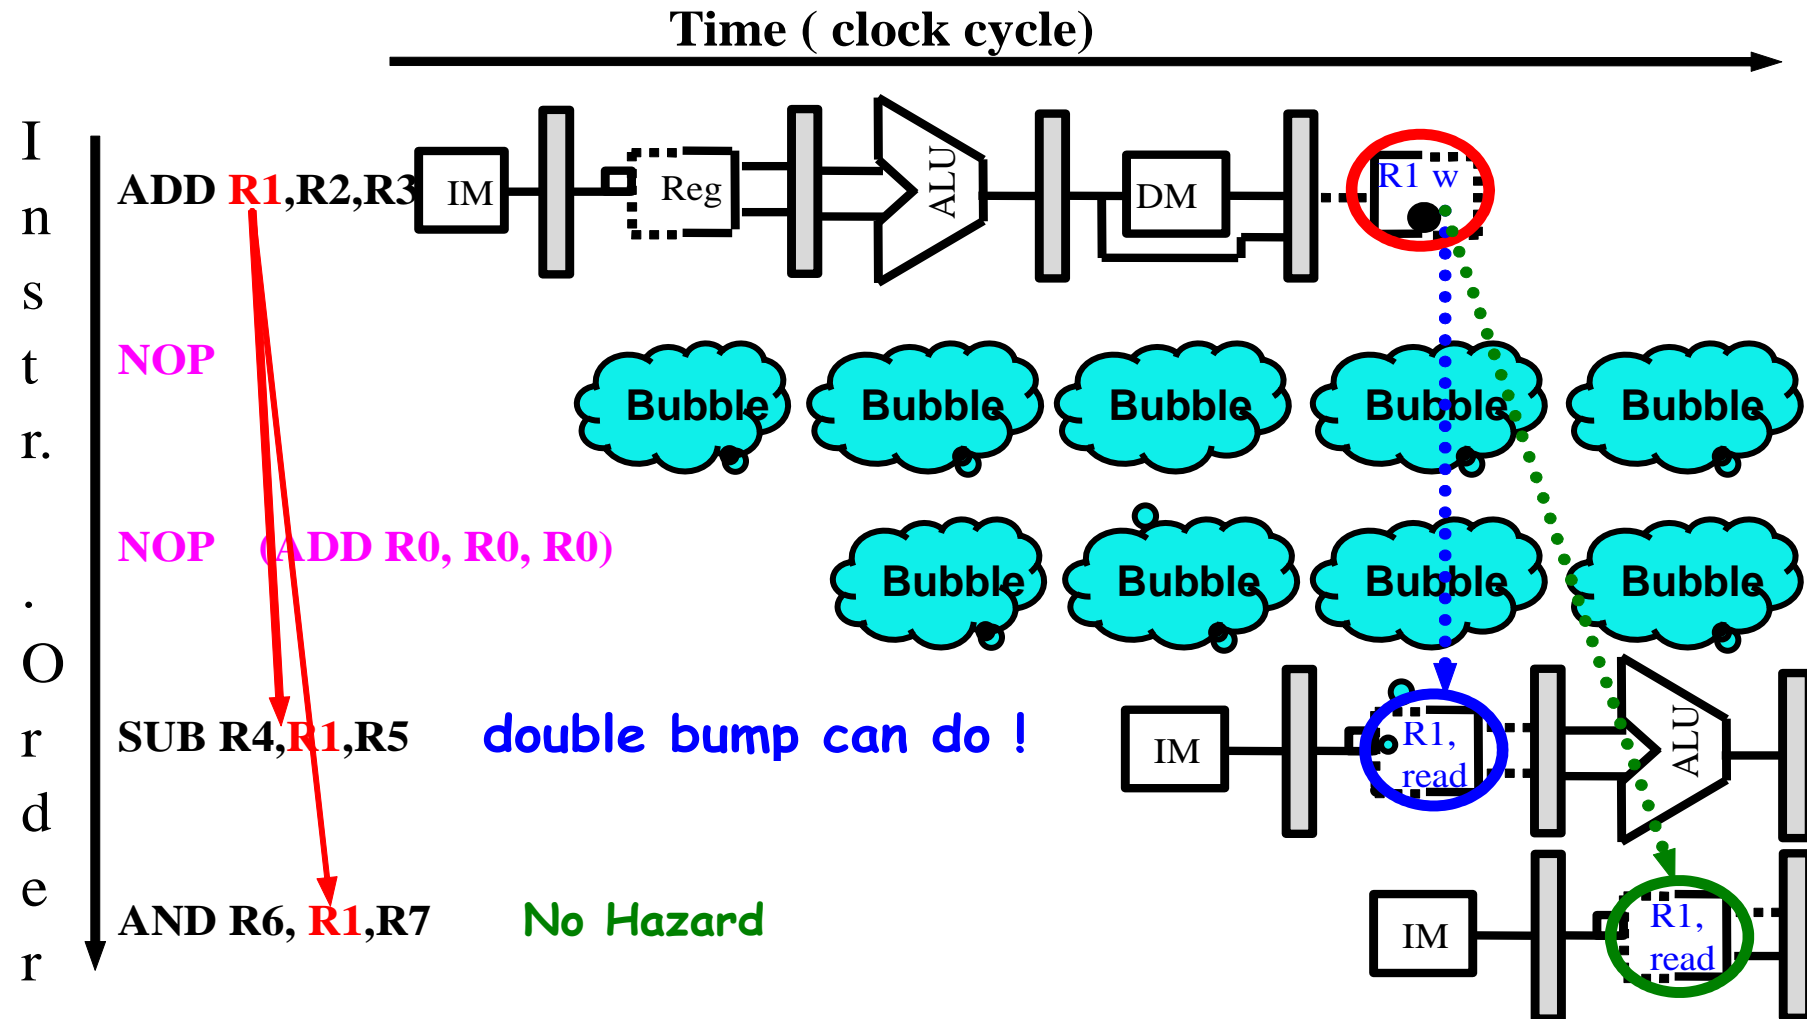 Time ( clock cycle)
Instr. . Order
ADD R1,R2,R3
IM
Reg
ALU
DM
R1 w
NOP
Bubble
Bubble
Bubble
Bubble
Bubble
NOP (ADD R0, R0, R0)
Bubble
Bubble
Bubble
Bubble
SUB R4,R1,R5
double bump can do !
IM
R1,
read
ALU
AND R6, R1,R7
No Hazard
IM
R1,
read